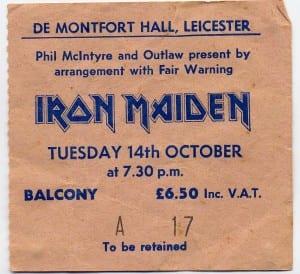 DE MONTFORT HALL, LEICESTER
Phil McIntyre and Outlaw present by
arrangement with Fair Warning
IRON MAIDEN
TUESDAY 14th OCTOBER
at 7.30 p.m.
BALCONY £6.50 Inc. V.A.T.
A 17
To be retained